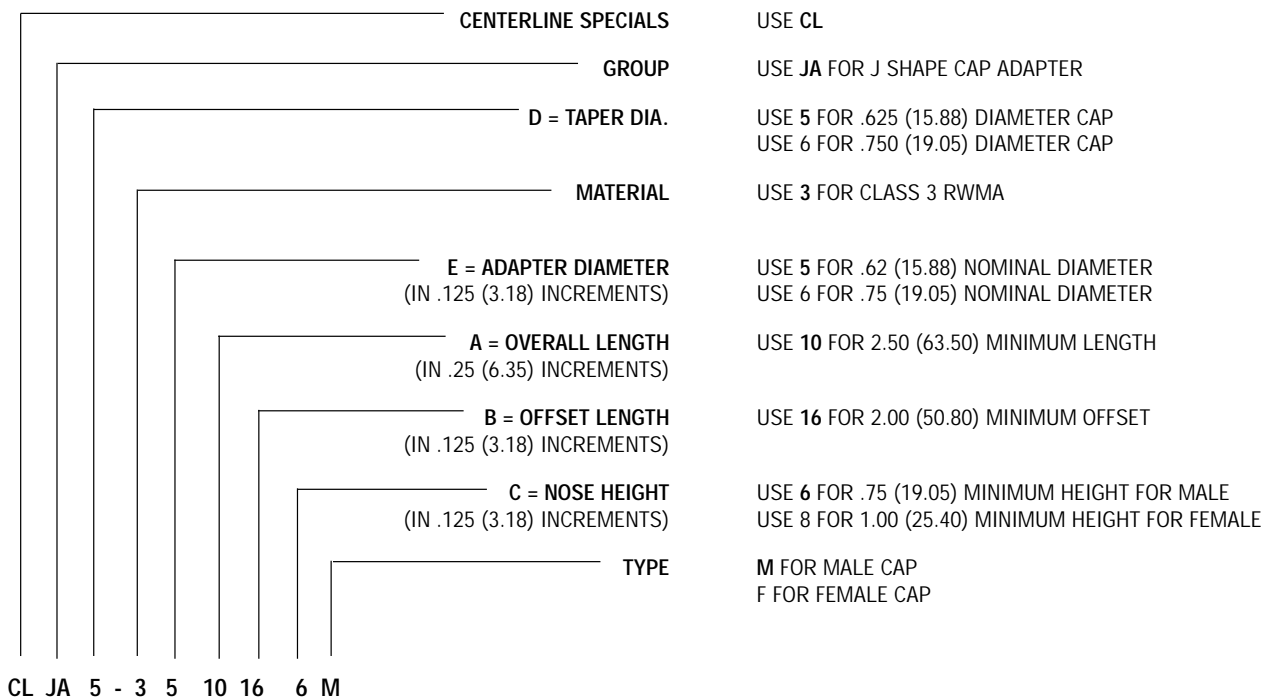 CENTERLINE SPECIALS USE CL
GROUP USE JA FOR J SHAPE CAP ADAPTER
D = TAPER DIA. USE 5 FOR .625 (15.88) DIAMETER CAP
USE 6 FOR .750 (19.05) DIAMETER CAP
MATERIAL USE 3 FOR CLASS 3 RWMA
E = ADAPTER DIAMETER USE 5 FOR .62 (15.88) NOMINAL DIAMETER
(IN .125 (3.18) INCREMENTS) USE 6 FOR .75 (19.05) NOMINAL DIAMETER
A = OVERALL LENGTH USE 10 FOR 2.50 (63.50) MINIMUM LENGTH
(IN .25 (6.35) INCREMENTS)
B = OFFSET LENGTH USE 16 FOR 2.00 (50.80) MINIMUM OFFSET
(IN .125 (3.18) INCREMENTS)
C = NOSE HEIGHT USE 6 FOR .75 (19.05) MINIMUM HEIGHT FOR MALE
(IN .125 (3.18) INCREMENTS) USE 8 FOR 1.00 (25.40) MINIMUM HEIGHT FOR FEMALE
TYPE M FOR MALE CAP
F FOR FEMALE CAP
CL JA 5 - 3 5 10 16 6 M